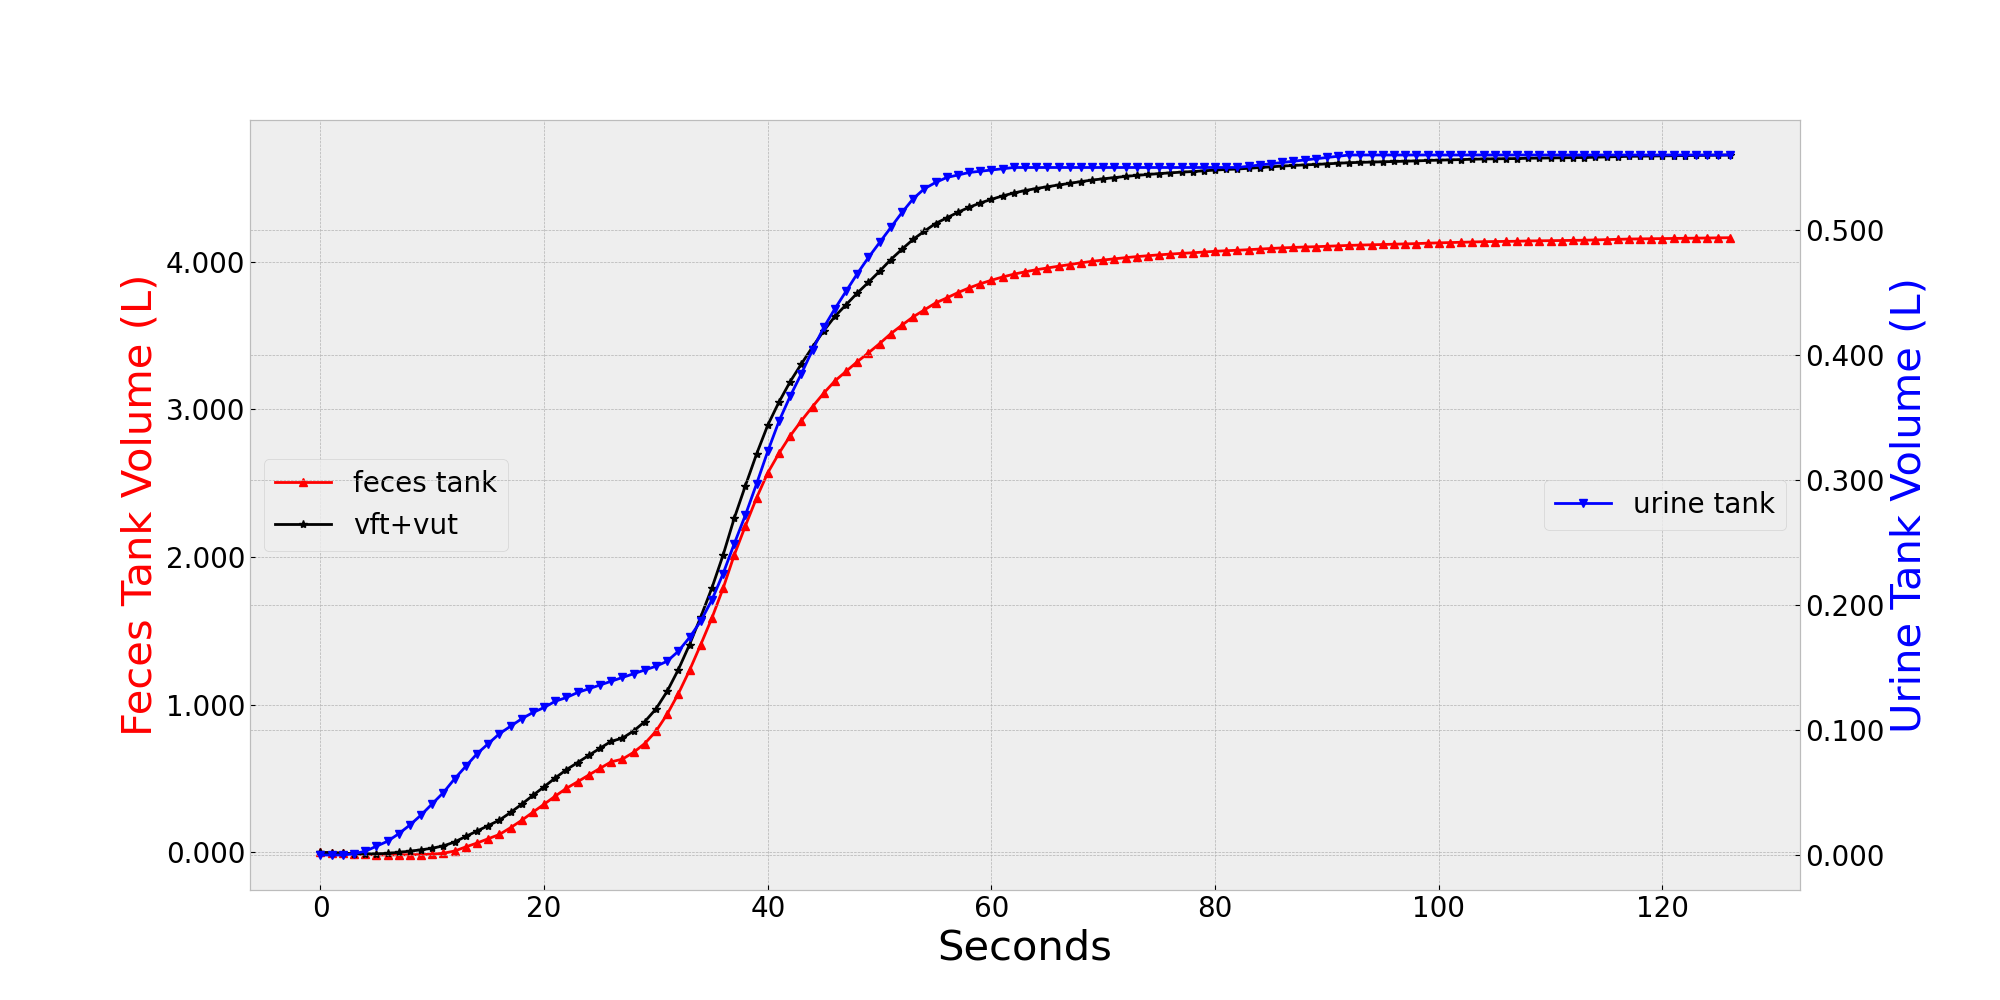 Feces Tank Volume (L)
4.000
3.000
2.000
1.000
0.000
feces tank
vft+vut
urine tank
0.500
0.400
0.300
0.200
0.100
0.000
Urine Tank Volume (L)
0 20 40 60 80 100 120
Seconds